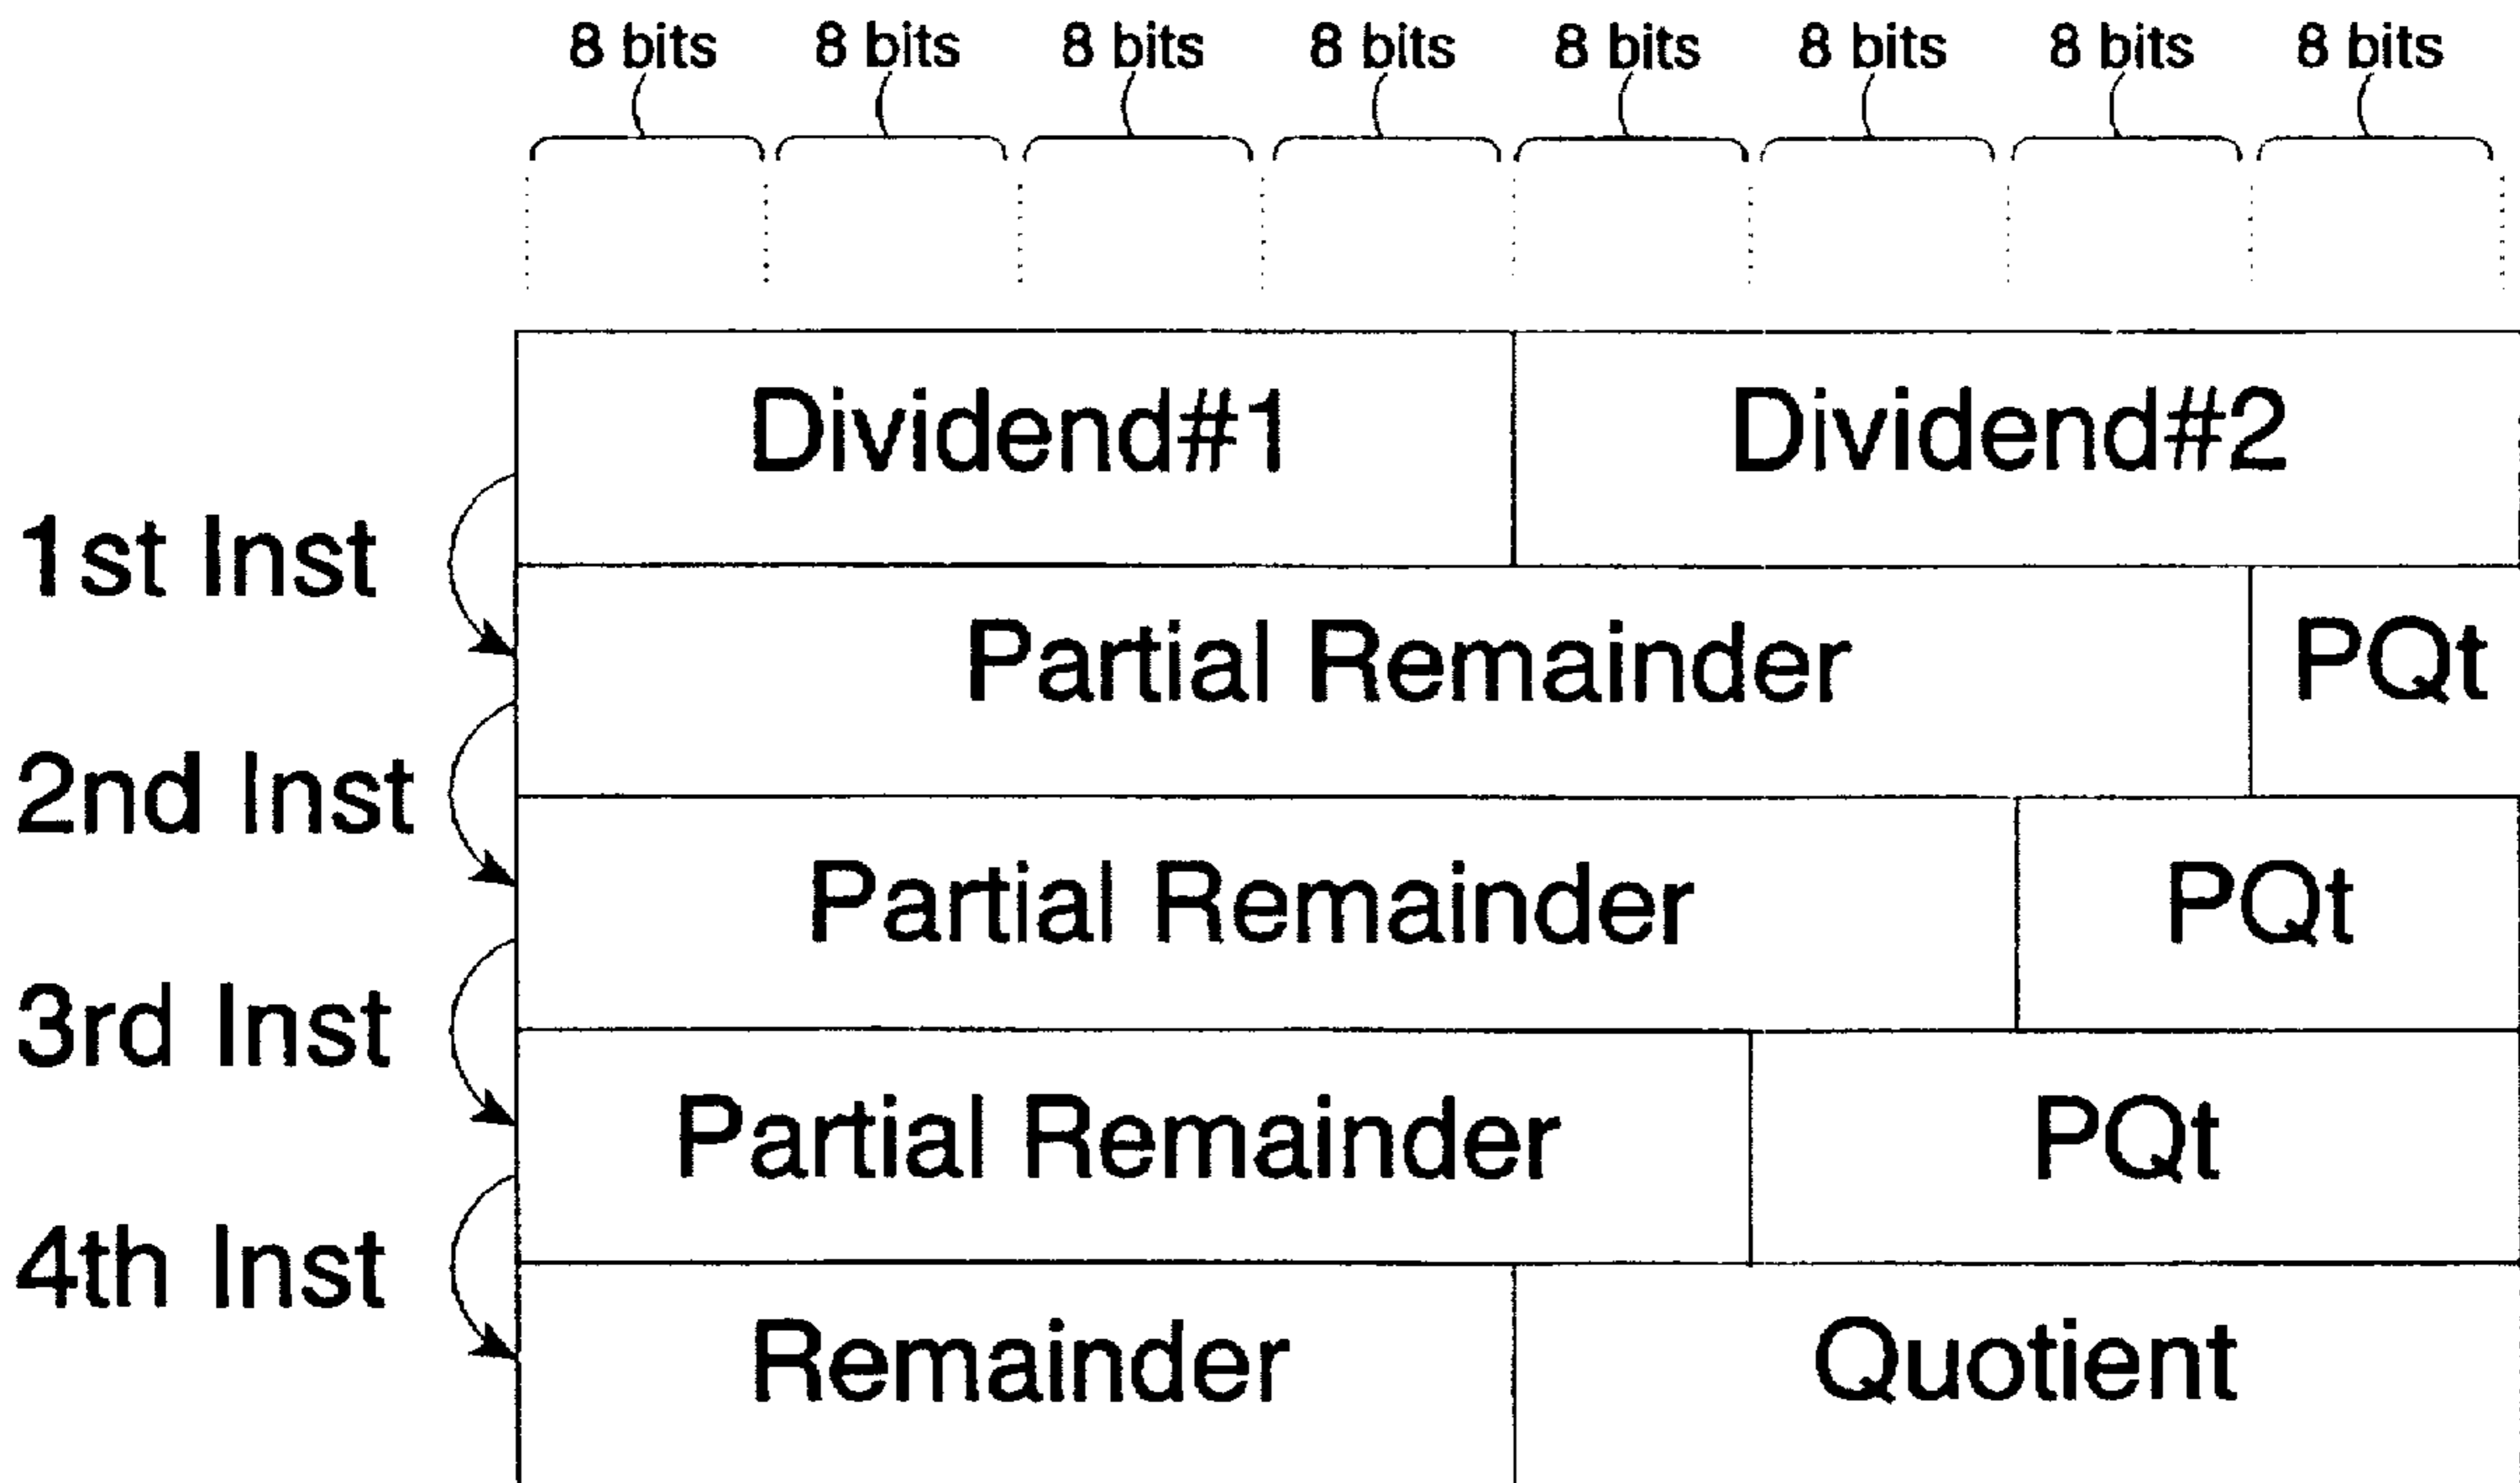 8 bits 8 bits 8 bits 8 bits 8 bits 8 bits 8 bits 8 bits
Dividend#1 Dividend#2
1st Inst
Partial Remainder PQt
2nd Inst
Partial Remainder PQt
3rd Inst
Partial Remainder PQt
4th Inst
Remainder Quotient